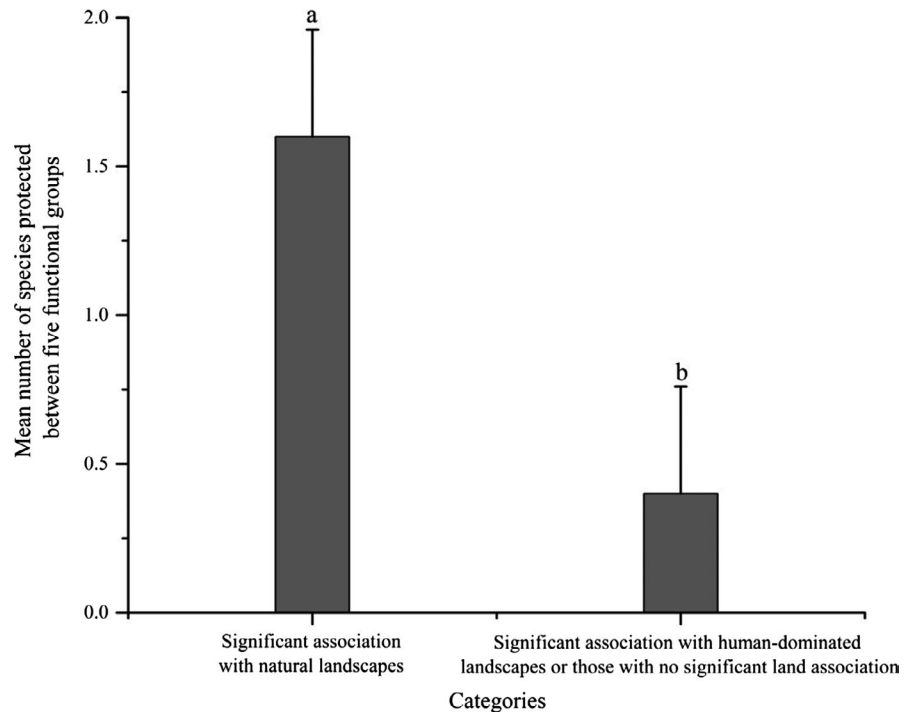 Mean number of species protected
between five functional groups
2.0
1.5
1.0
0.5
0.0
a
b
Significant association
with natural landscapes
Significant association with human-dominated
landscapes or those with no significant land association
Categories